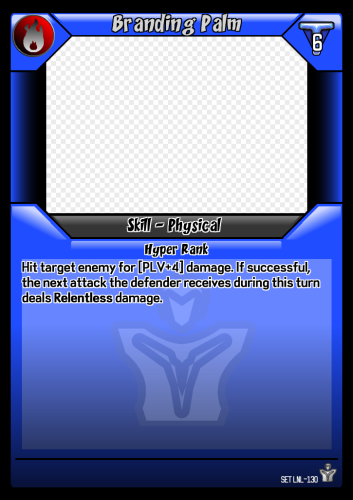 Branding Palm
6
Skill - Physical
Hyper Rank
Hit target enemy for [PLV+4] damage. If successful,
the next attack the defender receives during this turn
deals Relentless damage.
SET LNL-130